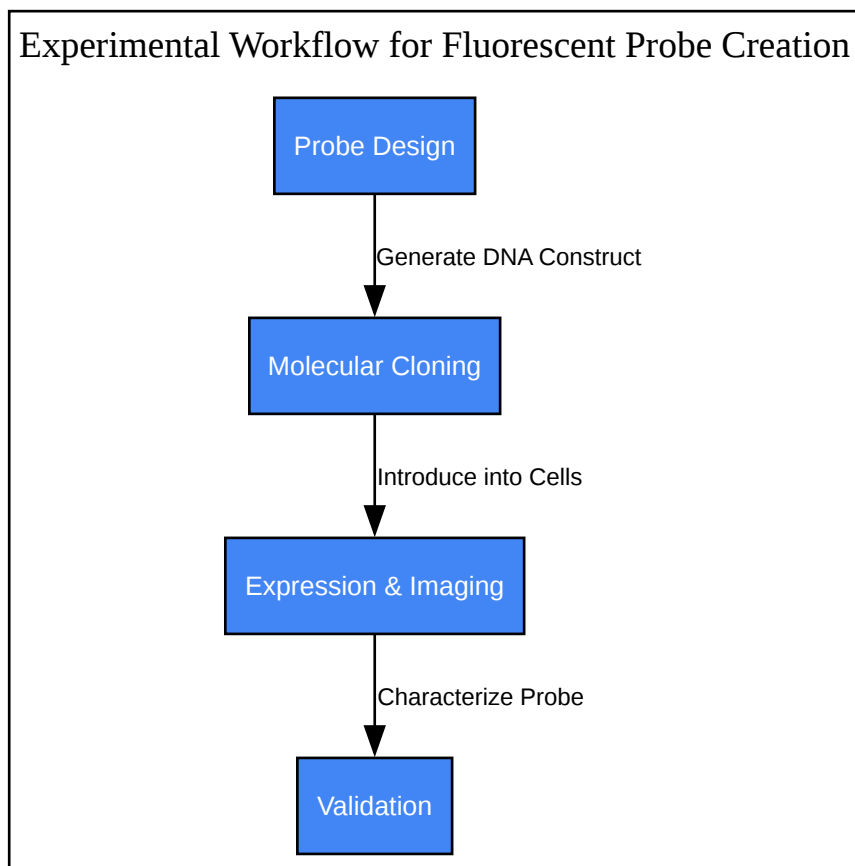 Experimental Workflow for Fluorescent Probe Creation
Probe Design
Generate DNA Construct
Molecular Cloning
Introduce into Cells
Expression & Imaging
Characterize Probe
Validation